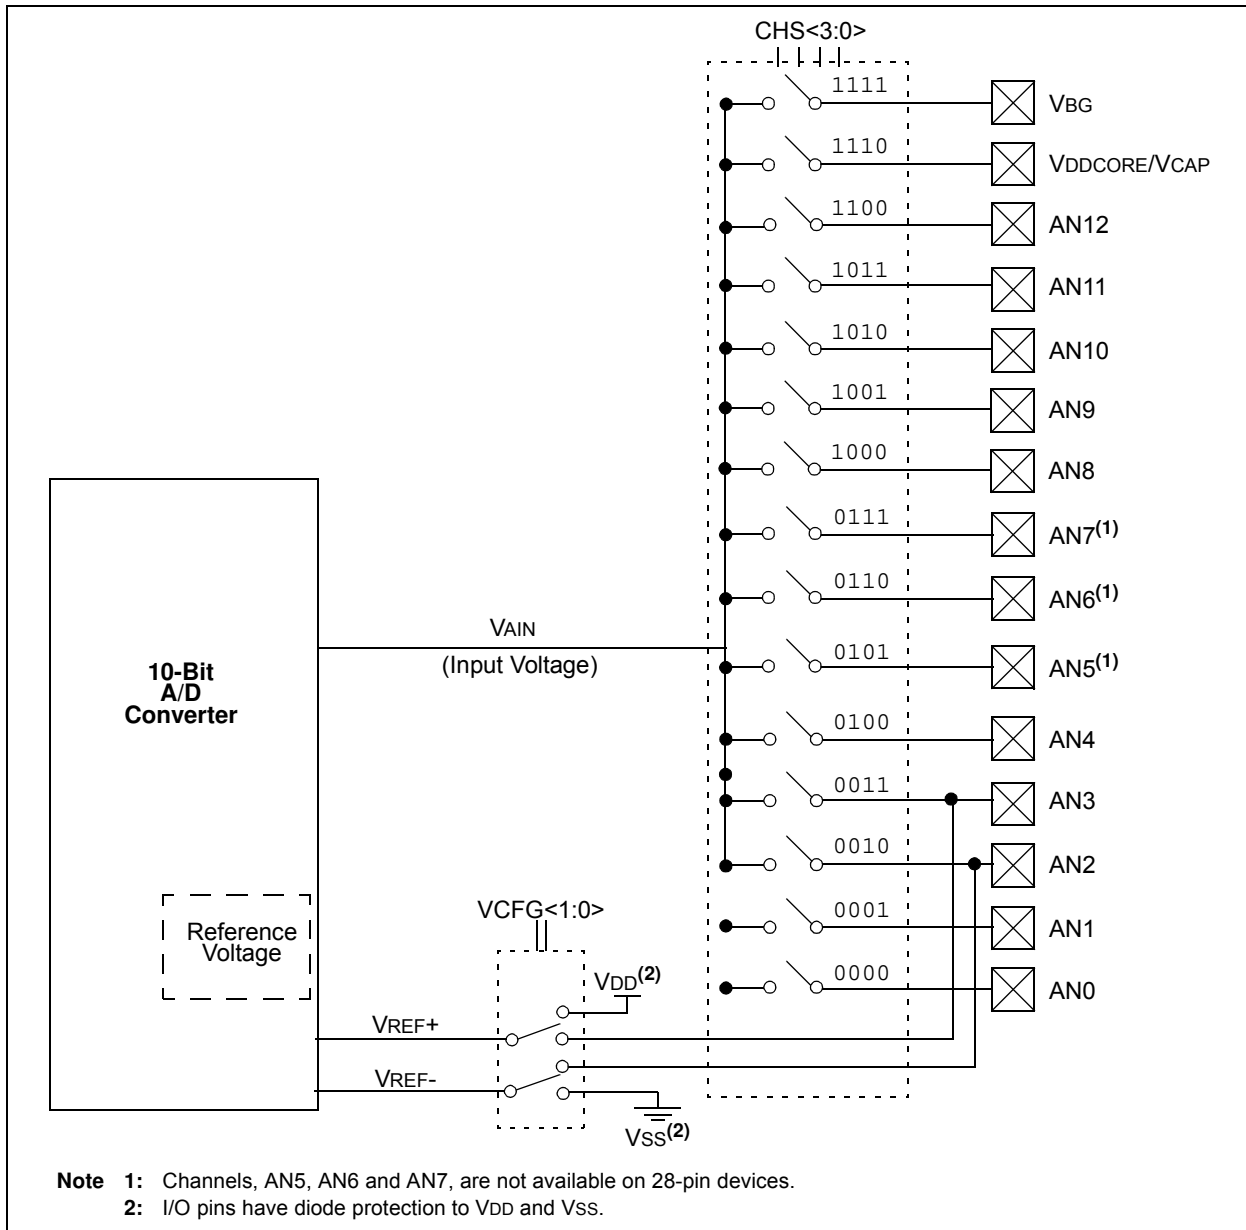 CHS<3:0>
1111
VBG
1110
VDDCORE/VCAP
1100
AN12
1011
AN11
1010
AN10
1001
AN9
1000
AN8
0111
AN7(1)
0110
AN6(1)
VAIN
(Input Voltage)
0101
AN5(1)
10-Bit
A/D
Converter
0100
AN4
0011
AN3
0010
AN2
VCFG<1:0>
0001
AN1
Reference
Voltage
VDD(2)
0000
AN0
VREF+
VREF-
VSS(2)
Note 1: Channels, AN5, AN6 and AN7, are not available on 28-pin devices.
2: I/O pins have diode protection to VDD and VSS.